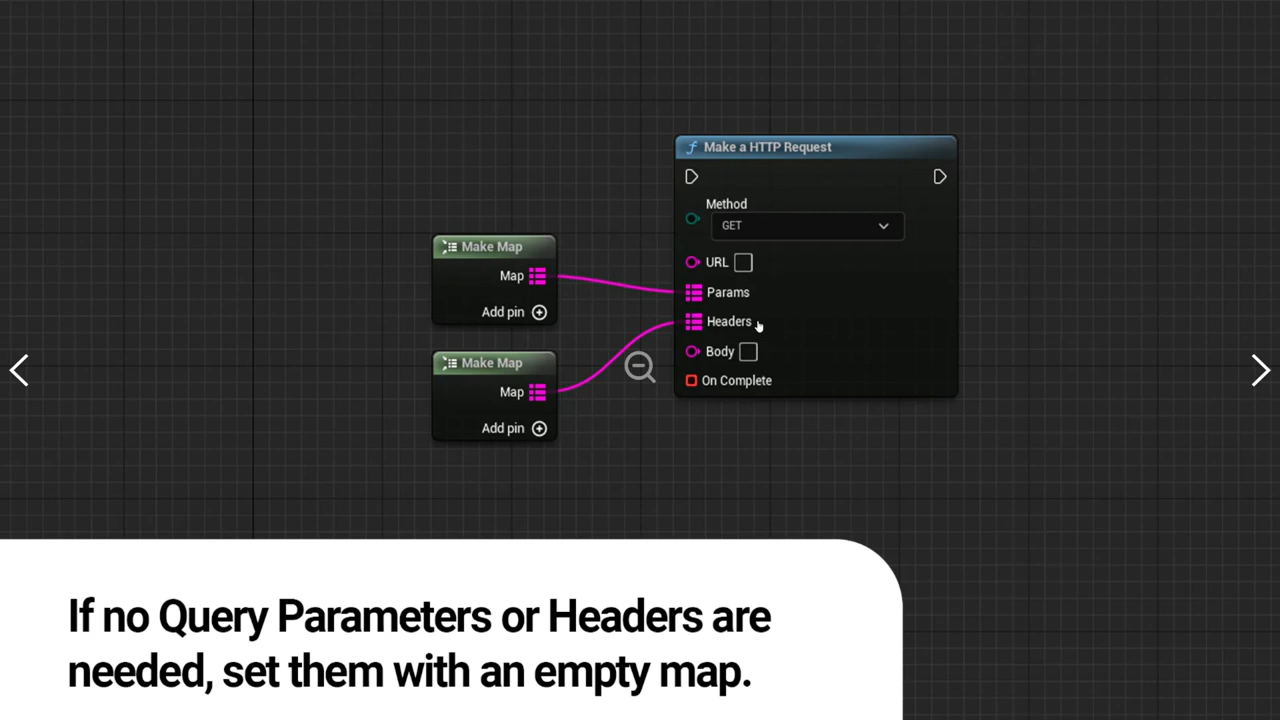 Make a HTTP Request
Method
GET
URL
Params
Headers
Body
On Complete
Make Map
Map
Add pin
Make Map
Map
Add pin
If no Query Parameters or Headers are
needed, set them with an empty map.